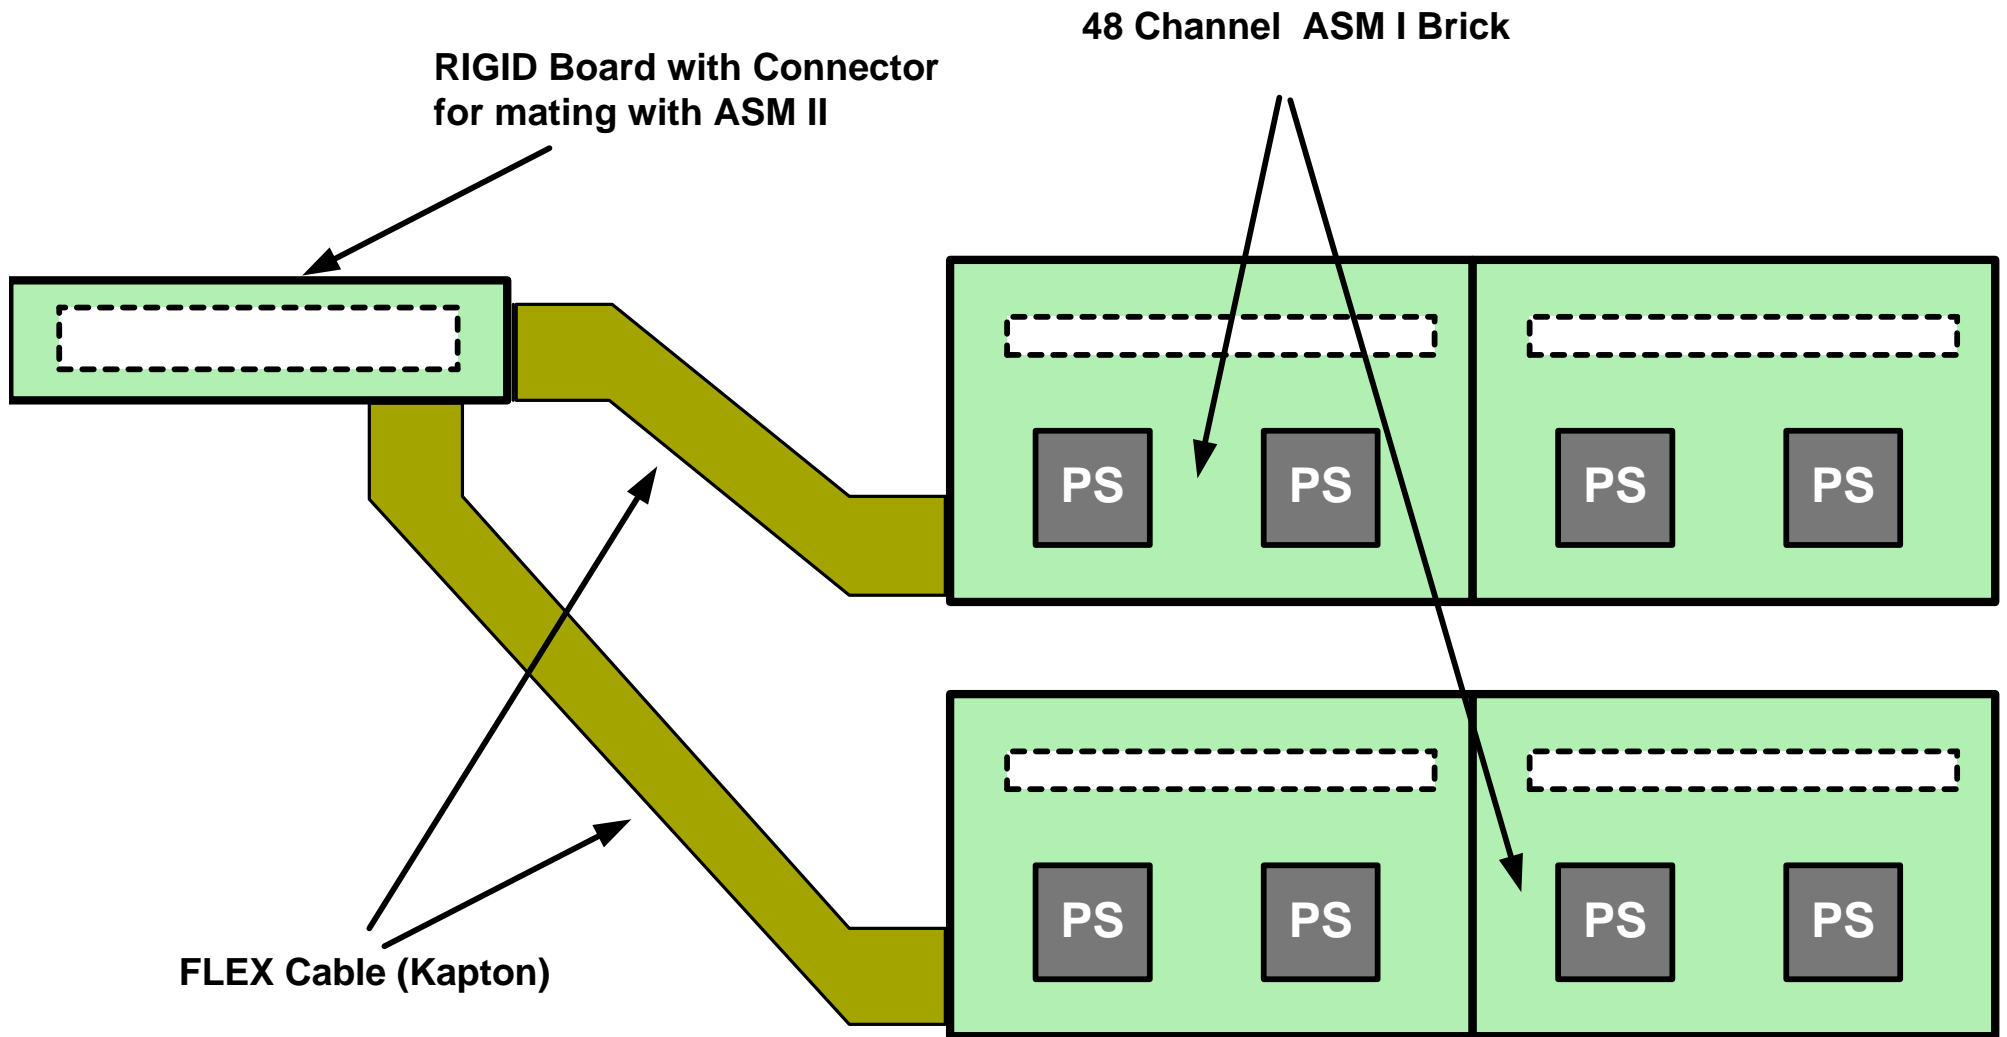 48 Channel  ASM I Brick
RIGID Board with Connector
for mating with ASM II
PS
PS
PS
PS
PS
PS
PS
PS
FLEX Cable (Kapton)